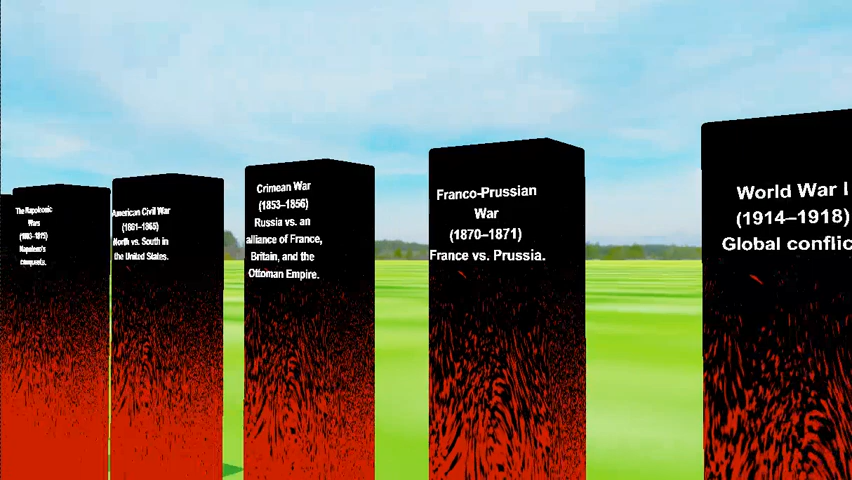 The Napoleonic
Wars
(1803–1815)
Napoleon's
conquests.
American Civil War
(1861–1865)
North vs. South in
the United States.
Crimean War
(1853–1856)
Russia vs. an
alliance of France,
Britain, and the
Ottoman Empire.
Franco-Prussian
War
(1870–1871)
France vs. Prussia.
World War I
(1914–1918)
Global conflic